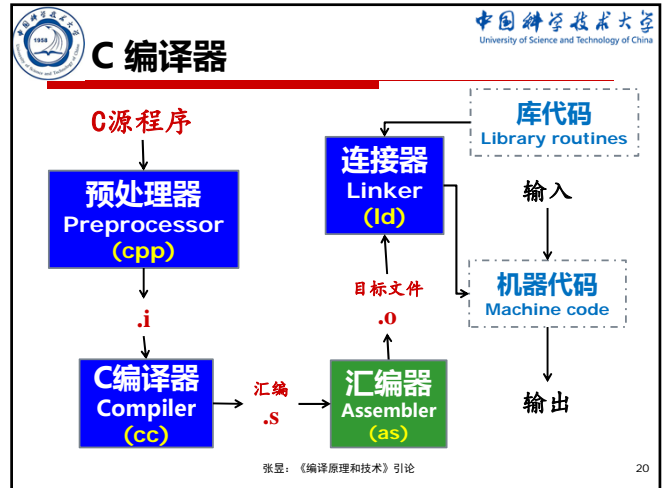 中国科学技术大学
University of Science and Technology of China
1958
C 编译器
C源程序
预处理器
Preprocessor
(cpp)
.i
C编译器
Compiler
(cc)
汇编
.s
汇编器
Assembler
(as)
目标文件
.o
连接器
Linker
(ld)
库代码
Library routines
输入
机器代码
Machine code
输出
张昱：《编译原理和技术》引论
20